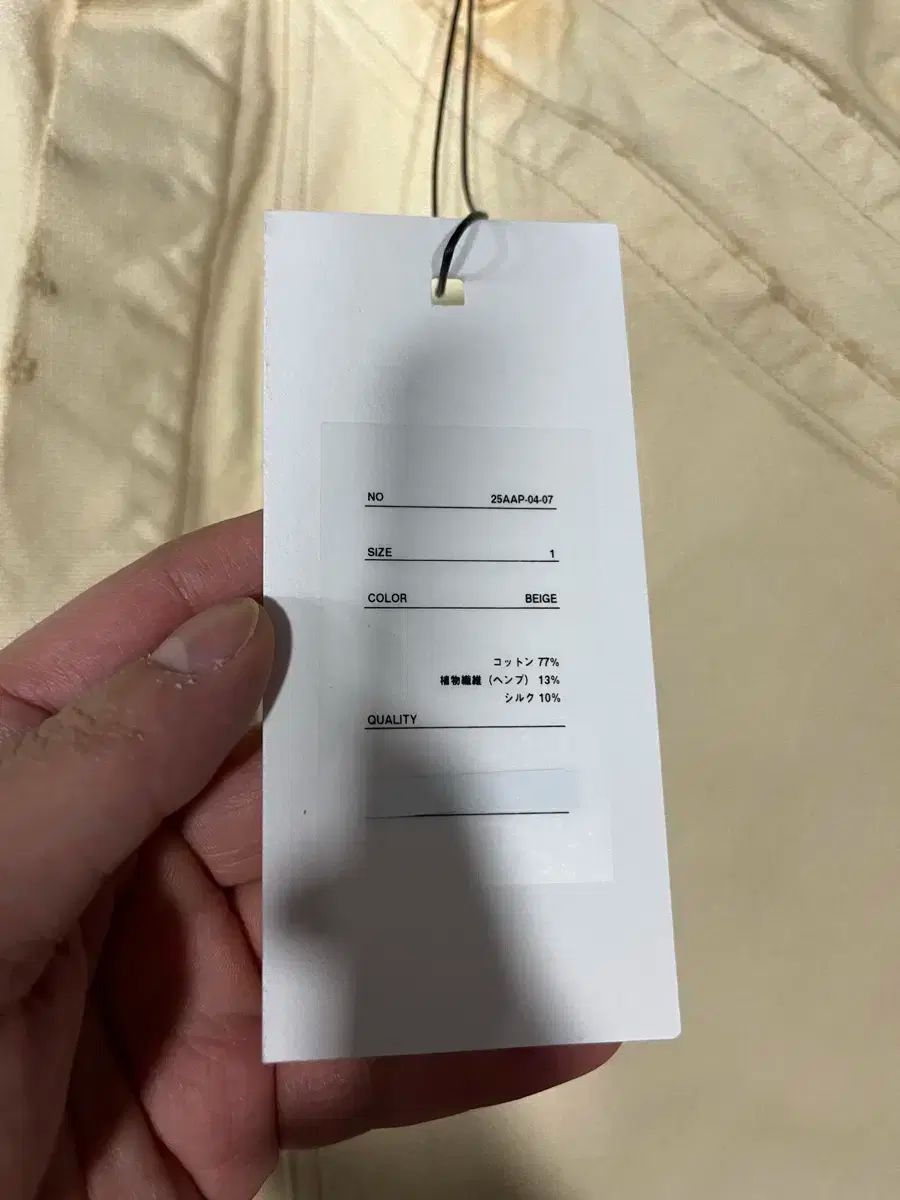 NO 25AAP-04-07
SIZE 1
COLOR BEIGE
コットン 77%
植物繊維（ヘンプ） 13%
シルク 10%
QUALITY